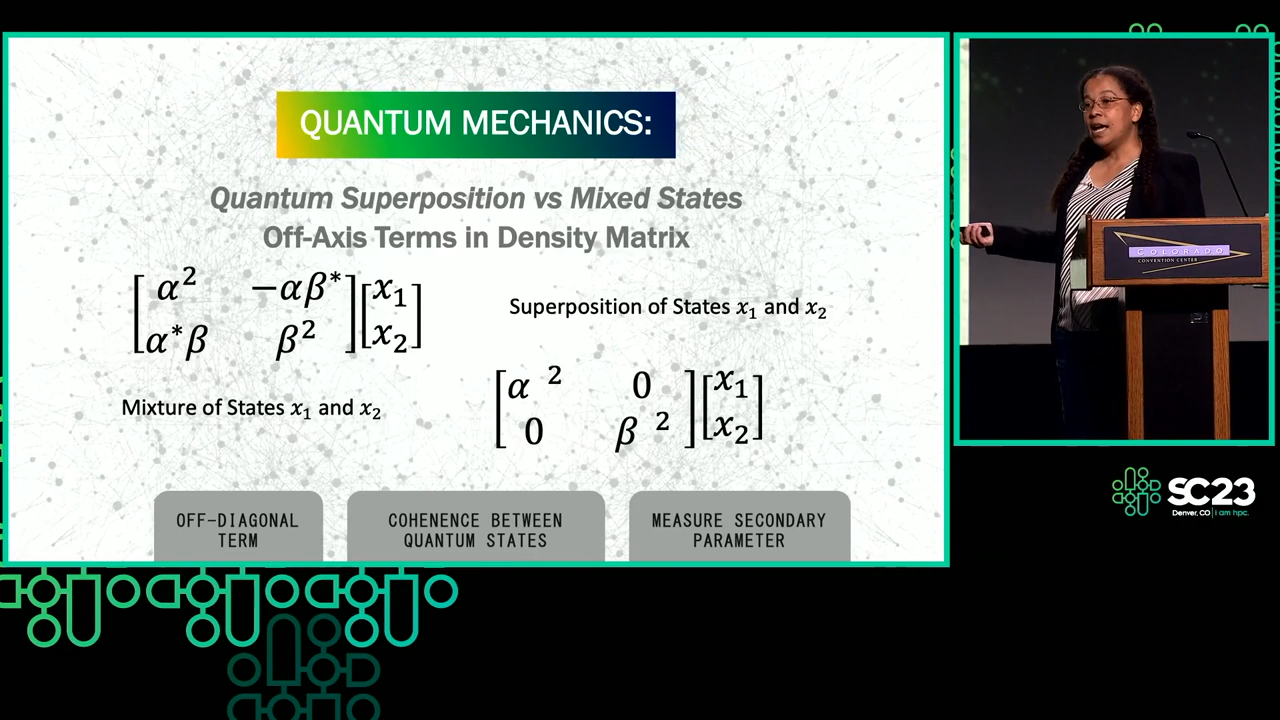 QUANTUM MECHANICS:
Quantum Superposition vs Mixed States
Off-Axis Terms in Density Matrix
[α² −αβ*] [x₁]
[α*β β²] [x₂]
Superposition of States x₁ and x₂
Mixture of States x₁ and x₂
[α ² 0] [x₁]
[0 β ²] [x₂]
OFF-DIAGONAL
TERM
COHENENCE BETWEEN
QUANTUM STATES
MEASURE SECONDARY
PARAMETER
COLORADO
CONVENTION CENTER
SC23
Denver, CO | i am hpc.